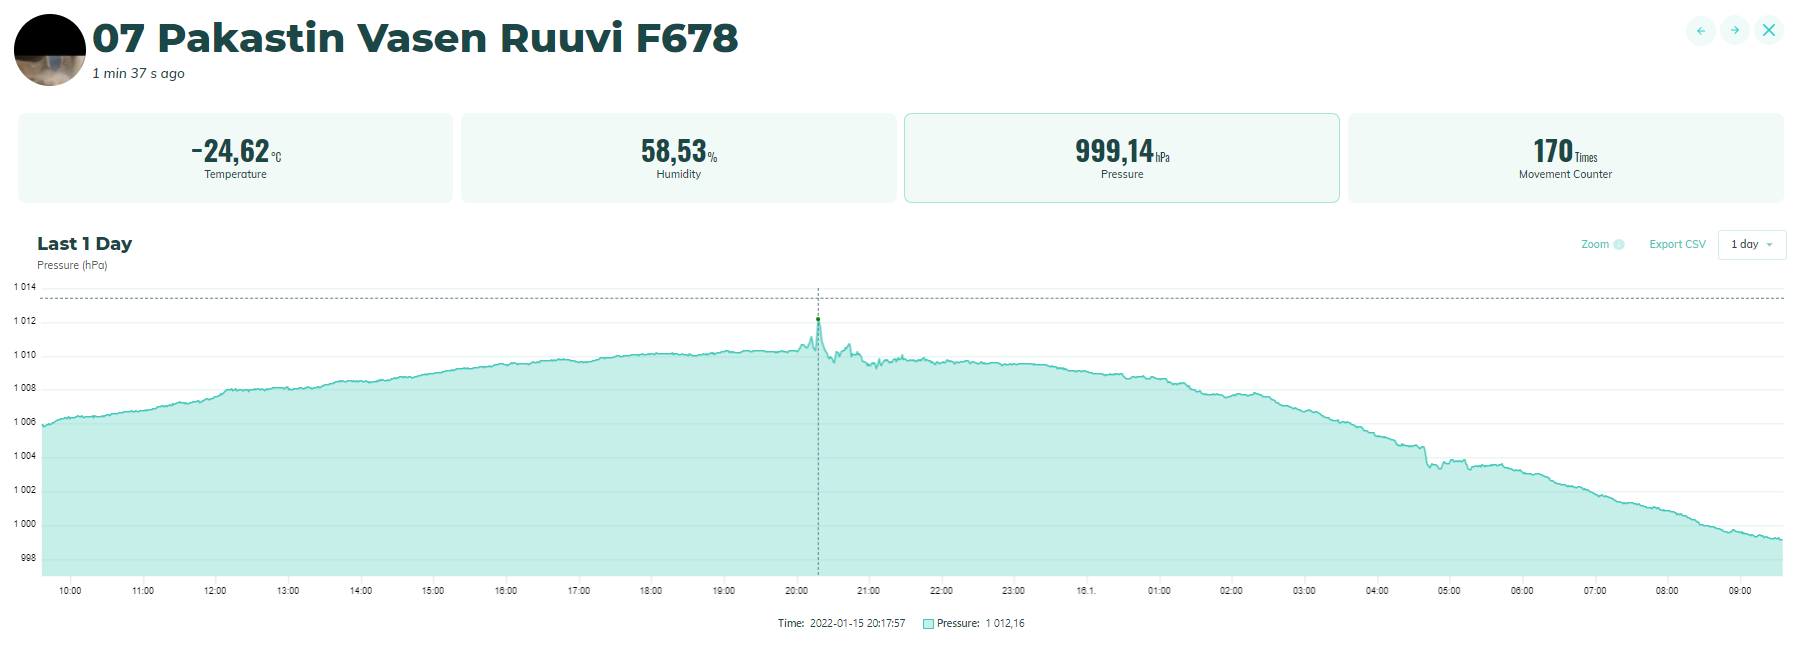 07 Pakastin Vasen Ruuvi F678
1 min 37 s ago
-24,62 °C
Temperature
58,53 %
Humidity
999,14 hPa
Pressure
170 Times
Movement Counter
Last 1 Day
Pressure (hPa)
Zoom
Export CSV
1 day
1 014
1 012
1 010
1 008
1 006
1 004
1 002
1 000
998
10:00 11:00 12:00 13:00 14:00 15:00 16:00 17:00 18:00 19:00 20:00 21:00 22:00 23:00 16.1. 01:00 02:00 03:00 04:00 05:00 06:00 07:00 08:00 09:00
Time: 2022-01-15 20:17:57 Pressure: 1 012,16